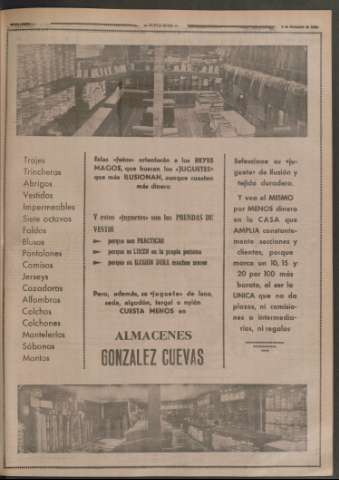 Trajes
Trincheras
Abrigos
Vestidos
Impermeables
Siete octavos
Faldas
Blusas
Pantalones
Camisas
Jerseys
Cazadoras
Alfombras
Colchas
Colchones
Mantelerías
Sábanas
Mantas
Estas «fotos» orientarán a los REYES
MAGOS, que buscan los «JUGUETES»
que más ILUSIONAN, aunque cuesten
más dinero
Y estos «juguetes» son las PRENDAS DE
VESTIR
porque son PRACTICAS
porque se LUCEN en la propia persona
porque su ILUSION DURA muchos meses
Pero, además, se «juguete» de lana,
seda, algodón, tergal o nylón
CUESTA MENOS en
ALMACENES
GONZALEZ CUEVAS
Seleccione su «ju-
guete» de ilusión y
tejido duradero.
Y vea el MISMO
por MENOS dinero
en la CASA que
AMPLIA constante-
mente secciones y
clientes, porque
marca un 10, 15 y
20 por 100 más
barato, al ser la
UNICA que no da
plazos, ni comisio-
nes a intermedia-
rios, ni regalos